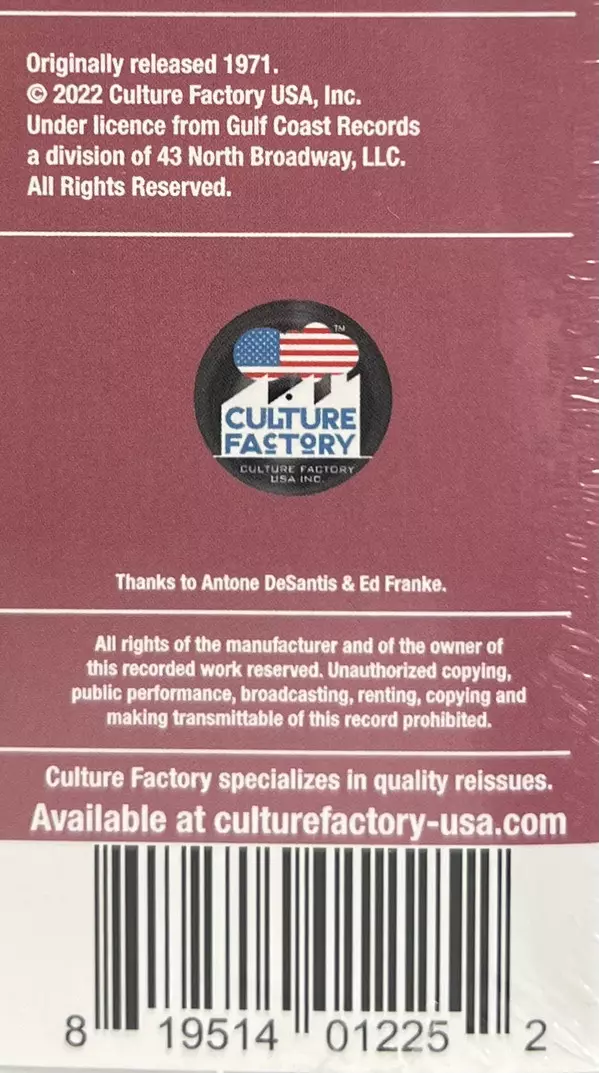 Originally released 1971.
© 2022 Culture Factory USA, Inc.
Under licence from Gulf Coast Records
a division of 43 North Broadway, LLC.
All Rights Reserved.
TM
CULTURE
FACTORY
CULTURE FACTORY
USA INC.
Thanks to Antone DeSantis & Ed Franke.
All rights of the manufacturer and of the owner of
this recorded work reserved. Unauthorized copying,
public performance, broadcasting, renting, copying and
making transmittable of this record prohibited.
Culture Factory specializes in quality reissues.
Available at culturefactory-usa.com
8 19514 01225 2